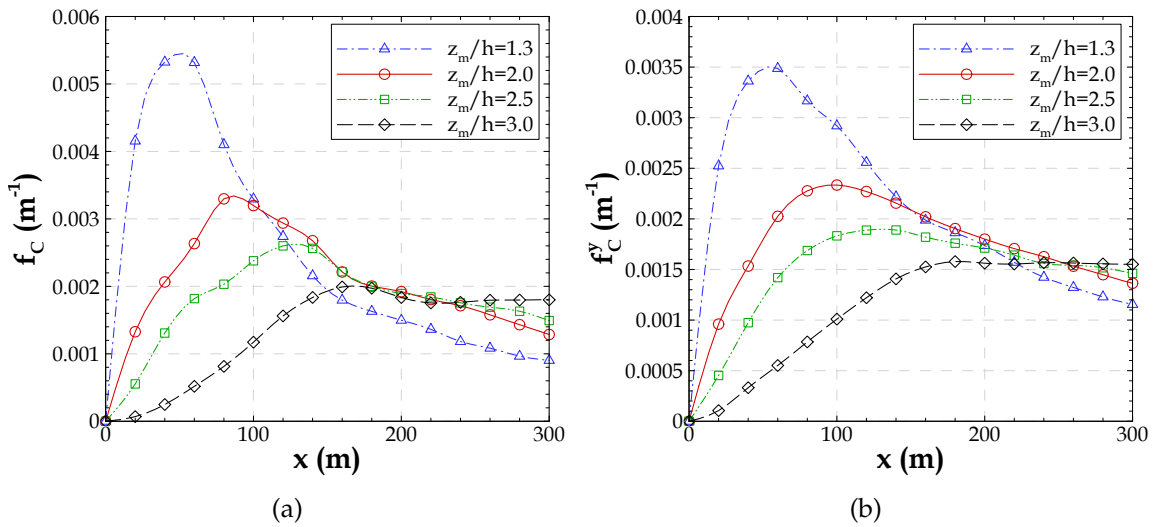 0.006
0.005
0.004
0.003
0.002
0.001
0
f_C (m^-1)
z_m/h=1.3
z_m/h=2.0
z_m/h=2.5
z_m/h=3.0
0 100 200 300
x (m)
(a)
0.004
0.0035
0.003
0.0025
0.002
0.0015
0.001
0.0005
0
f_C^y (m^-1)
z_m/h=1.3
z_m/h=2.0
z_m/h=2.5
z_m/h=3.0
0 100 200 300
x (m)
(b)